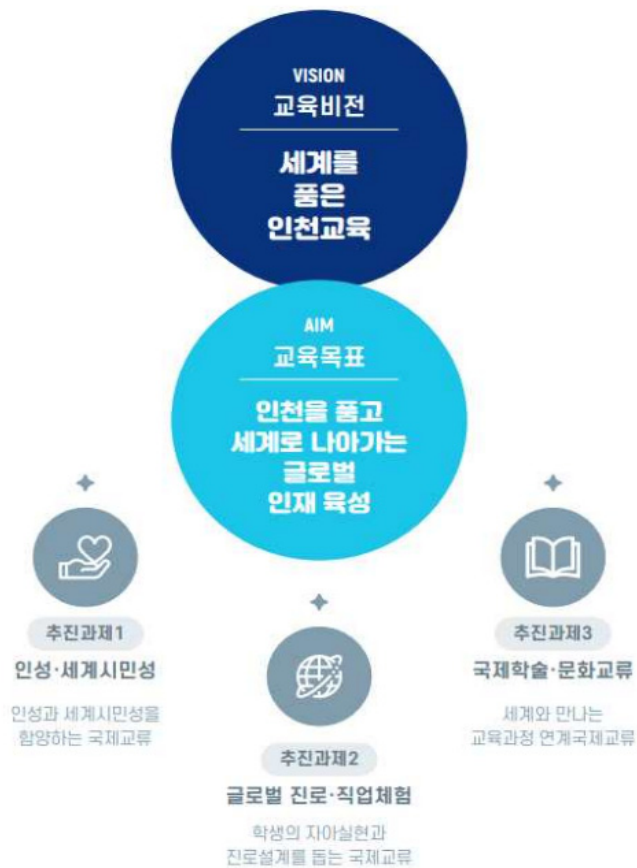 VISION
교육비전
세계를
품은
인천교육
AIM
교육목표
인천을 품고
세계로 나아가는
글로벌
인재 육성
추진과제1
인성·세계시민성
인성과 세계시민성을
함양하는 국제교류
추진과제2
글로벌 진로·직업체험
학생의 자아실현과
진로설계를 돕는 국제교류
추진과제3
국제학술·문화교류
세계와 만나는
교육과정 연계국제교류